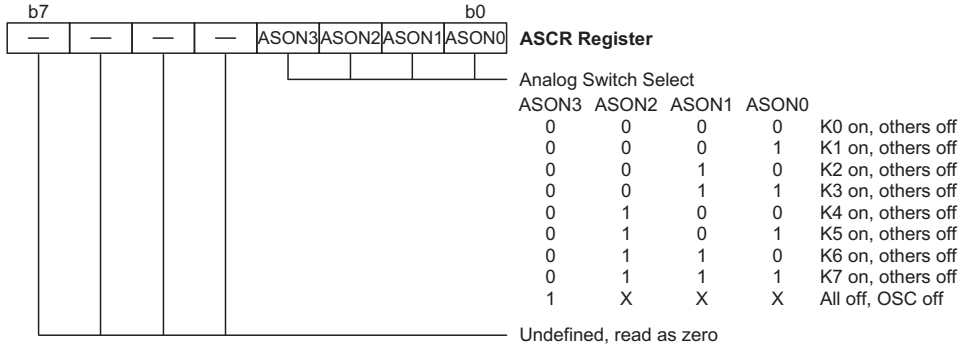 b7 b0
— — — — ASON3 ASON2 ASON1 ASON0 ASCR Register
Analog Switch Select
ASON3 ASON2 ASON1 ASON0
0 0 0 0 K0 on, others off
0 0 0 1 K1 on, others off
0 0 1 0 K2 on, others off
0 0 1 1 K3 on, others off
0 1 0 0 K4 on, others off
0 1 0 1 K5 on, others off
0 1 1 0 K6 on, others off
0 1 1 1 K7 on, others off
1 X X X All off, OSC off
Undefined, read as zero